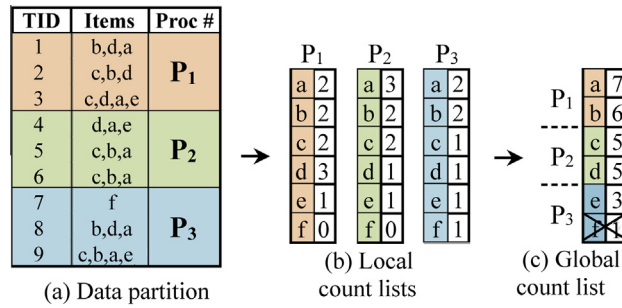 TID Items Proc #
1 b,d,a
2 c,b,d
3 c,d,a,e
P1
4 d,a,e
5 c,b,a
6 c,b,a
P2
7 f
8 b,d,a
9 c,b,a,e
P3
(a) Data partition
P1 P2 P3
a 2 a 3 a 2
b 2 b 2 b 2
c 2 c 2 c 1
d 3 d 1 d 1
e 1 e 1 e 1
f 0 f 0 f 1
(b) Local
count lists
a 7
b 6
c 5
d 5
e 3
f 1
P1
P2
P3
(c) Global
count list